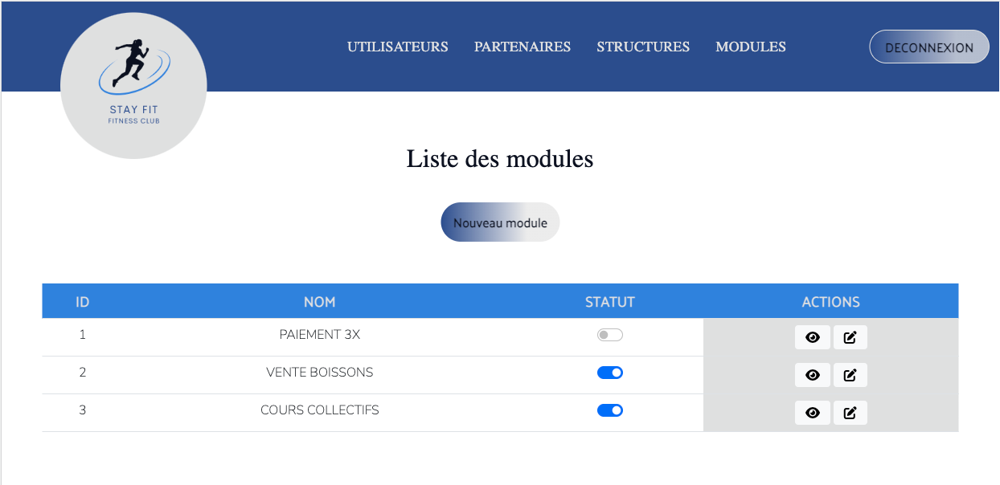 UTILISATEURS PARTENAIRES STRUCTURES MODULES DECONNEXION
STAY FIT
FITNESS CLUB
Liste des modules
Nouveau module
ID NOM STATUT ACTIONS
1 PAIEMENT 3X
2 VENTE BOISSONS
3 COURS COLLECTIFS